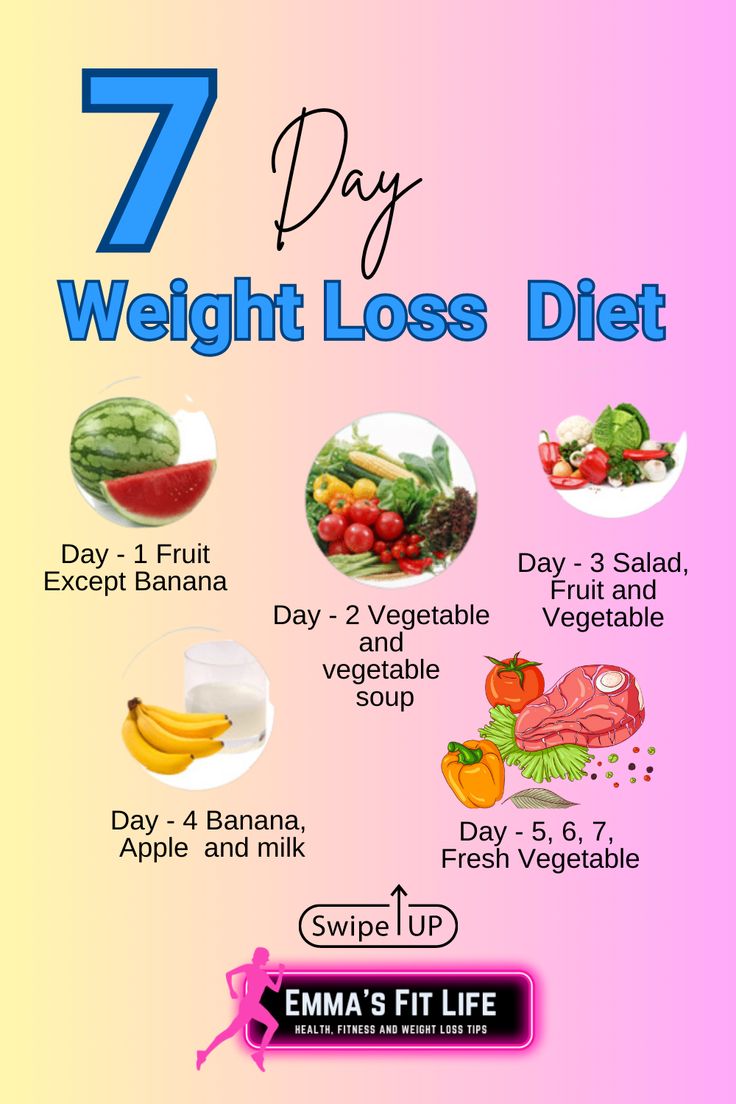 7
Day
Weight Loss Diet
Day - 1 Fruit
Except Banana
Day - 2 Vegetable
and
vegetable
soup
Day - 3 Salad,
Fruit and
Vegetable
Day - 4 Banana,
Apple and milk
Day - 5, 6, 7,
Fresh Vegetable
Swipe UP
EMMA'S FIT LIFE
HEALTH, FITNESS AND WEIGHT LOSS TIPS